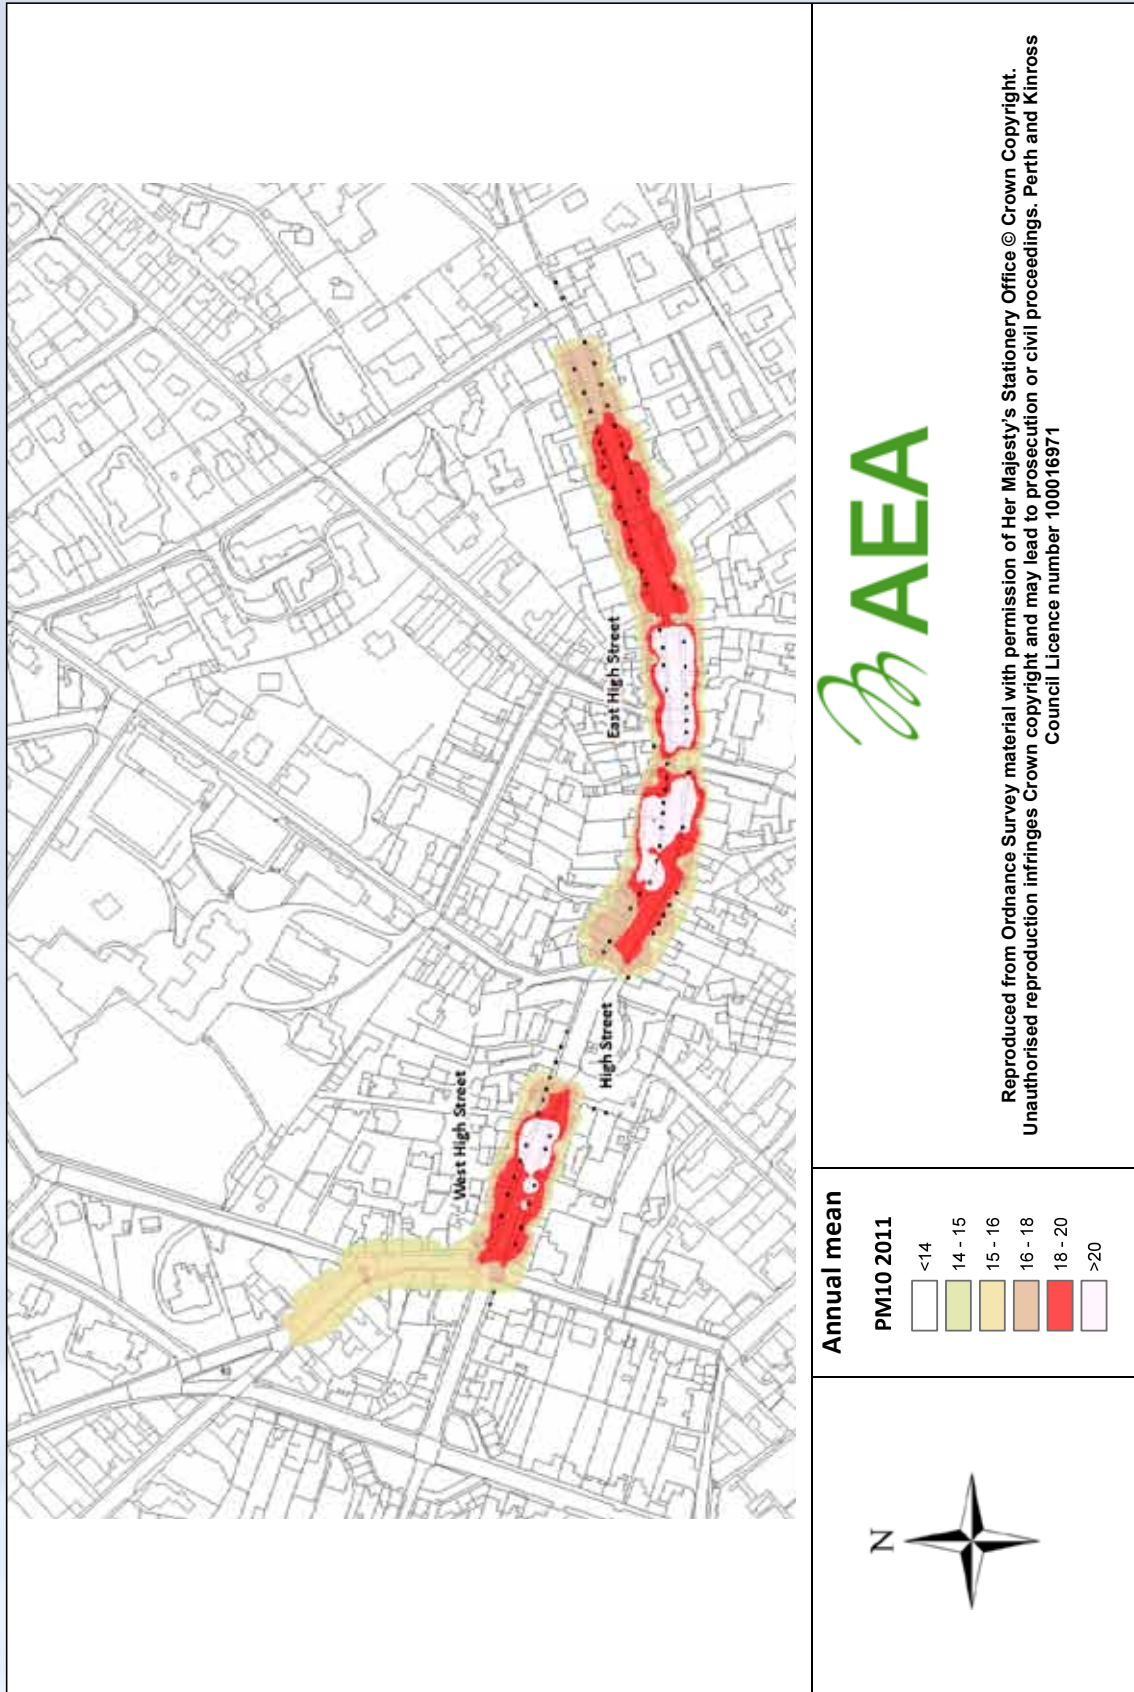 West High Street
High Street
East High Street
N
Annual mean
PM10 2011
<14
14 - 15
15 - 16
16 - 18
18 - 20
>20
AEA
Reproduced from Ordnance Survey material with permission of Her Majesty's Stationery Office © Crown Copyright.
Unauthorised reproduction infringes Crown copyright and may lead to prosecution or civil proceedings. Perth and Kinross
Council Licence number 100016971